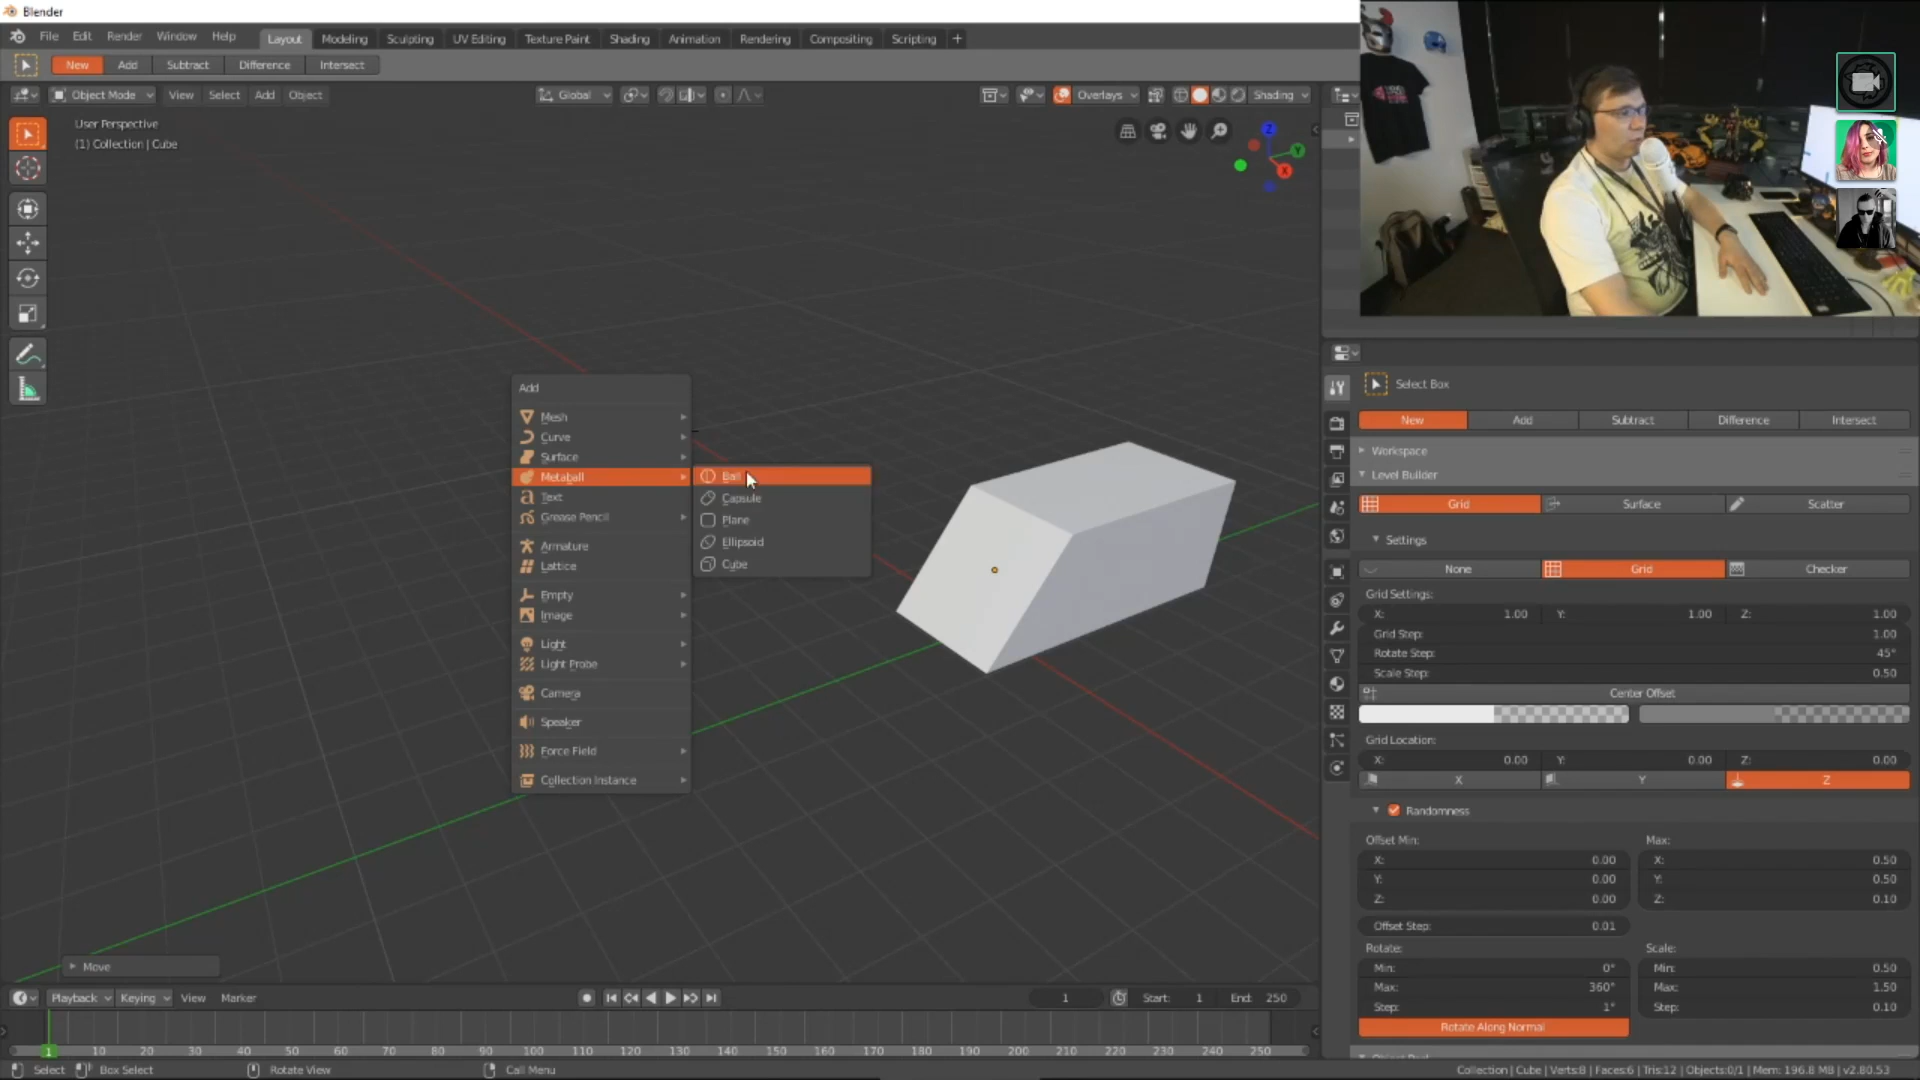 Blender
File Edit Render Window Help Layout Modeling Sculpting UV Editing Texture Paint Shading Animation Rendering Compositing Scripting +
New Add Subtract Difference Intersect
Object Mode View Select Add Object Global Overlays Shading
User Perspective
(1) Collection | Cube
Z
Y
X
Add
Mesh
Curve
Surface
Metaball
Text
Grease Pencil
Armature
Lattice
Empty
Image
Light
Light Probe
Camera
Speaker
Force Field
Collection Instance
Ball
Capsule
Plane
Ellipsoid
Cube
Move
Select Box
New Add Subtract Difference Intersect
Workspace
Level Builder
Grid Surface Scatter
Settings
None Grid Checker
Grid Settings:
X: 1.00 Y: 1.00 Z: 1.00
Grid Step: 1.00
Rotate Step: 45°
Scale Step: 0.50
Center Offset
Grid Location:
X: 0.00 Y: 0.00 Z: 0.00
X Y Z
Randomness
Offset Min: Max:
X: 0.00 X: 0.50
Y: 0.00 Y: 0.50
Z: 0.00 Z: 0.10
Offset Step: 0.01
Rotate: Scale:
Min: 0° Min: 0.50
Max: 360° Max: 1.50
Step: 1° Step: 0.10
Rotate Along Normal
Playback Keying View Marker 1 Start: 1 End: 250
1 10 20 30 40 50 60 70 80 90 100 110 120 130 140 150 160 170 180 190 200 210 220 230 240 250
Select Box Select Rotate View Call Menu Collection | Cube | Verts:8 | Faces:6 | Tris:12 | Objects:0/1 | Mem: 196.8 MB | v2.80.53